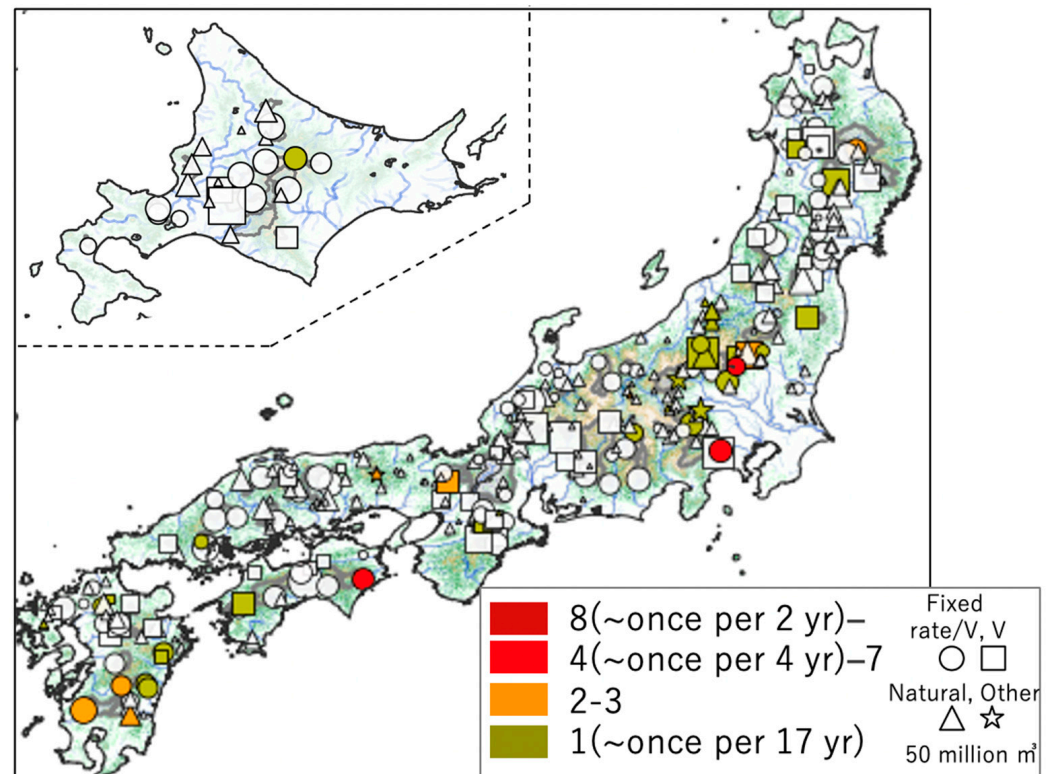 8(~once per 2 yr)–
4(~once per 4 yr)–7
2-3
1(~once per 17 yr)
Fixed
rate/V, V
Natural, Other
50 million m³